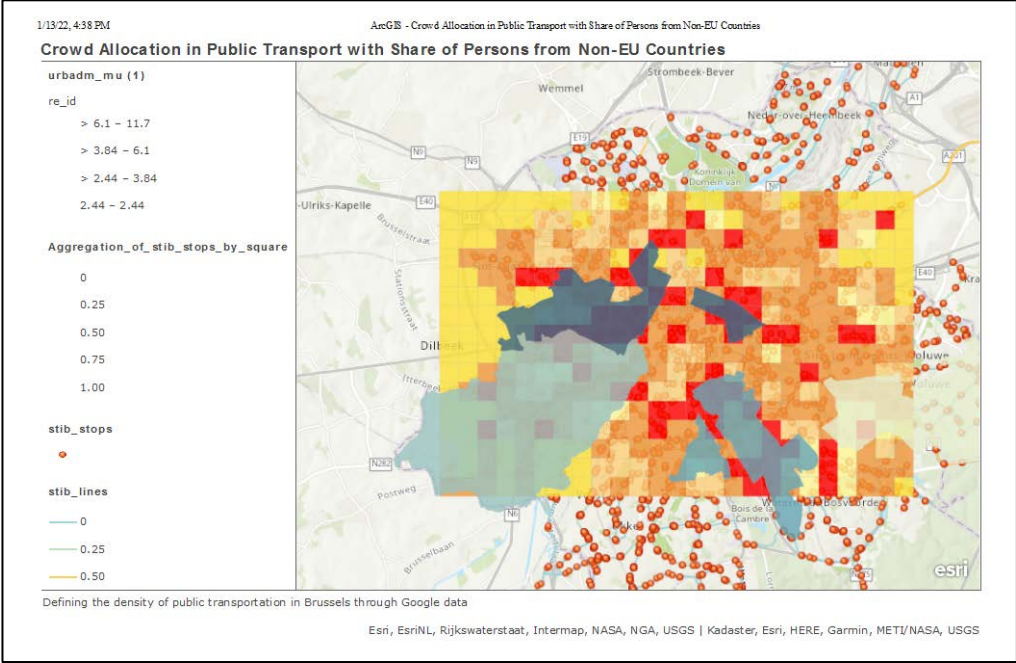 1/13/22, 4:38 PM
ArcGIS - Crowd Allocation in Public Transport with Share of Persons from Non-EU Countries
Crowd Allocation in Public Transport with Share of Persons from Non-EU Countries
urbadm_mu (1)
re_id
> 6.1 – 11.7
> 3.84 – 6.1
> 2.44 – 3.84
2.44 – 2.44
Aggregation_of_stib_stops_by_square
0
0.25
0.50
0.75
1.00
stib_stops
stib_lines
0
0.25
0.50
Strombeek-Bever
Wemmel
Neder-over-Heembeek
A1
E19
N9
N9
A201
Koninklijk
Domein van
-Ulriks-Kapelle
E40
Brusselstraat
Stationsstraat
E40
Kra
Dilbeek
Itterbeek
N282
Postweg
N6
Brusselbaan
Bois de la
Cambre
esri
Defining the density of public transportation in Brussels through Google data
Esri, EsriNL, Rijkswaterstaat, Intermap, NASA, NGA, USGS | Kadaster, Esri, HERE, Garmin, METI/NASA, USGS